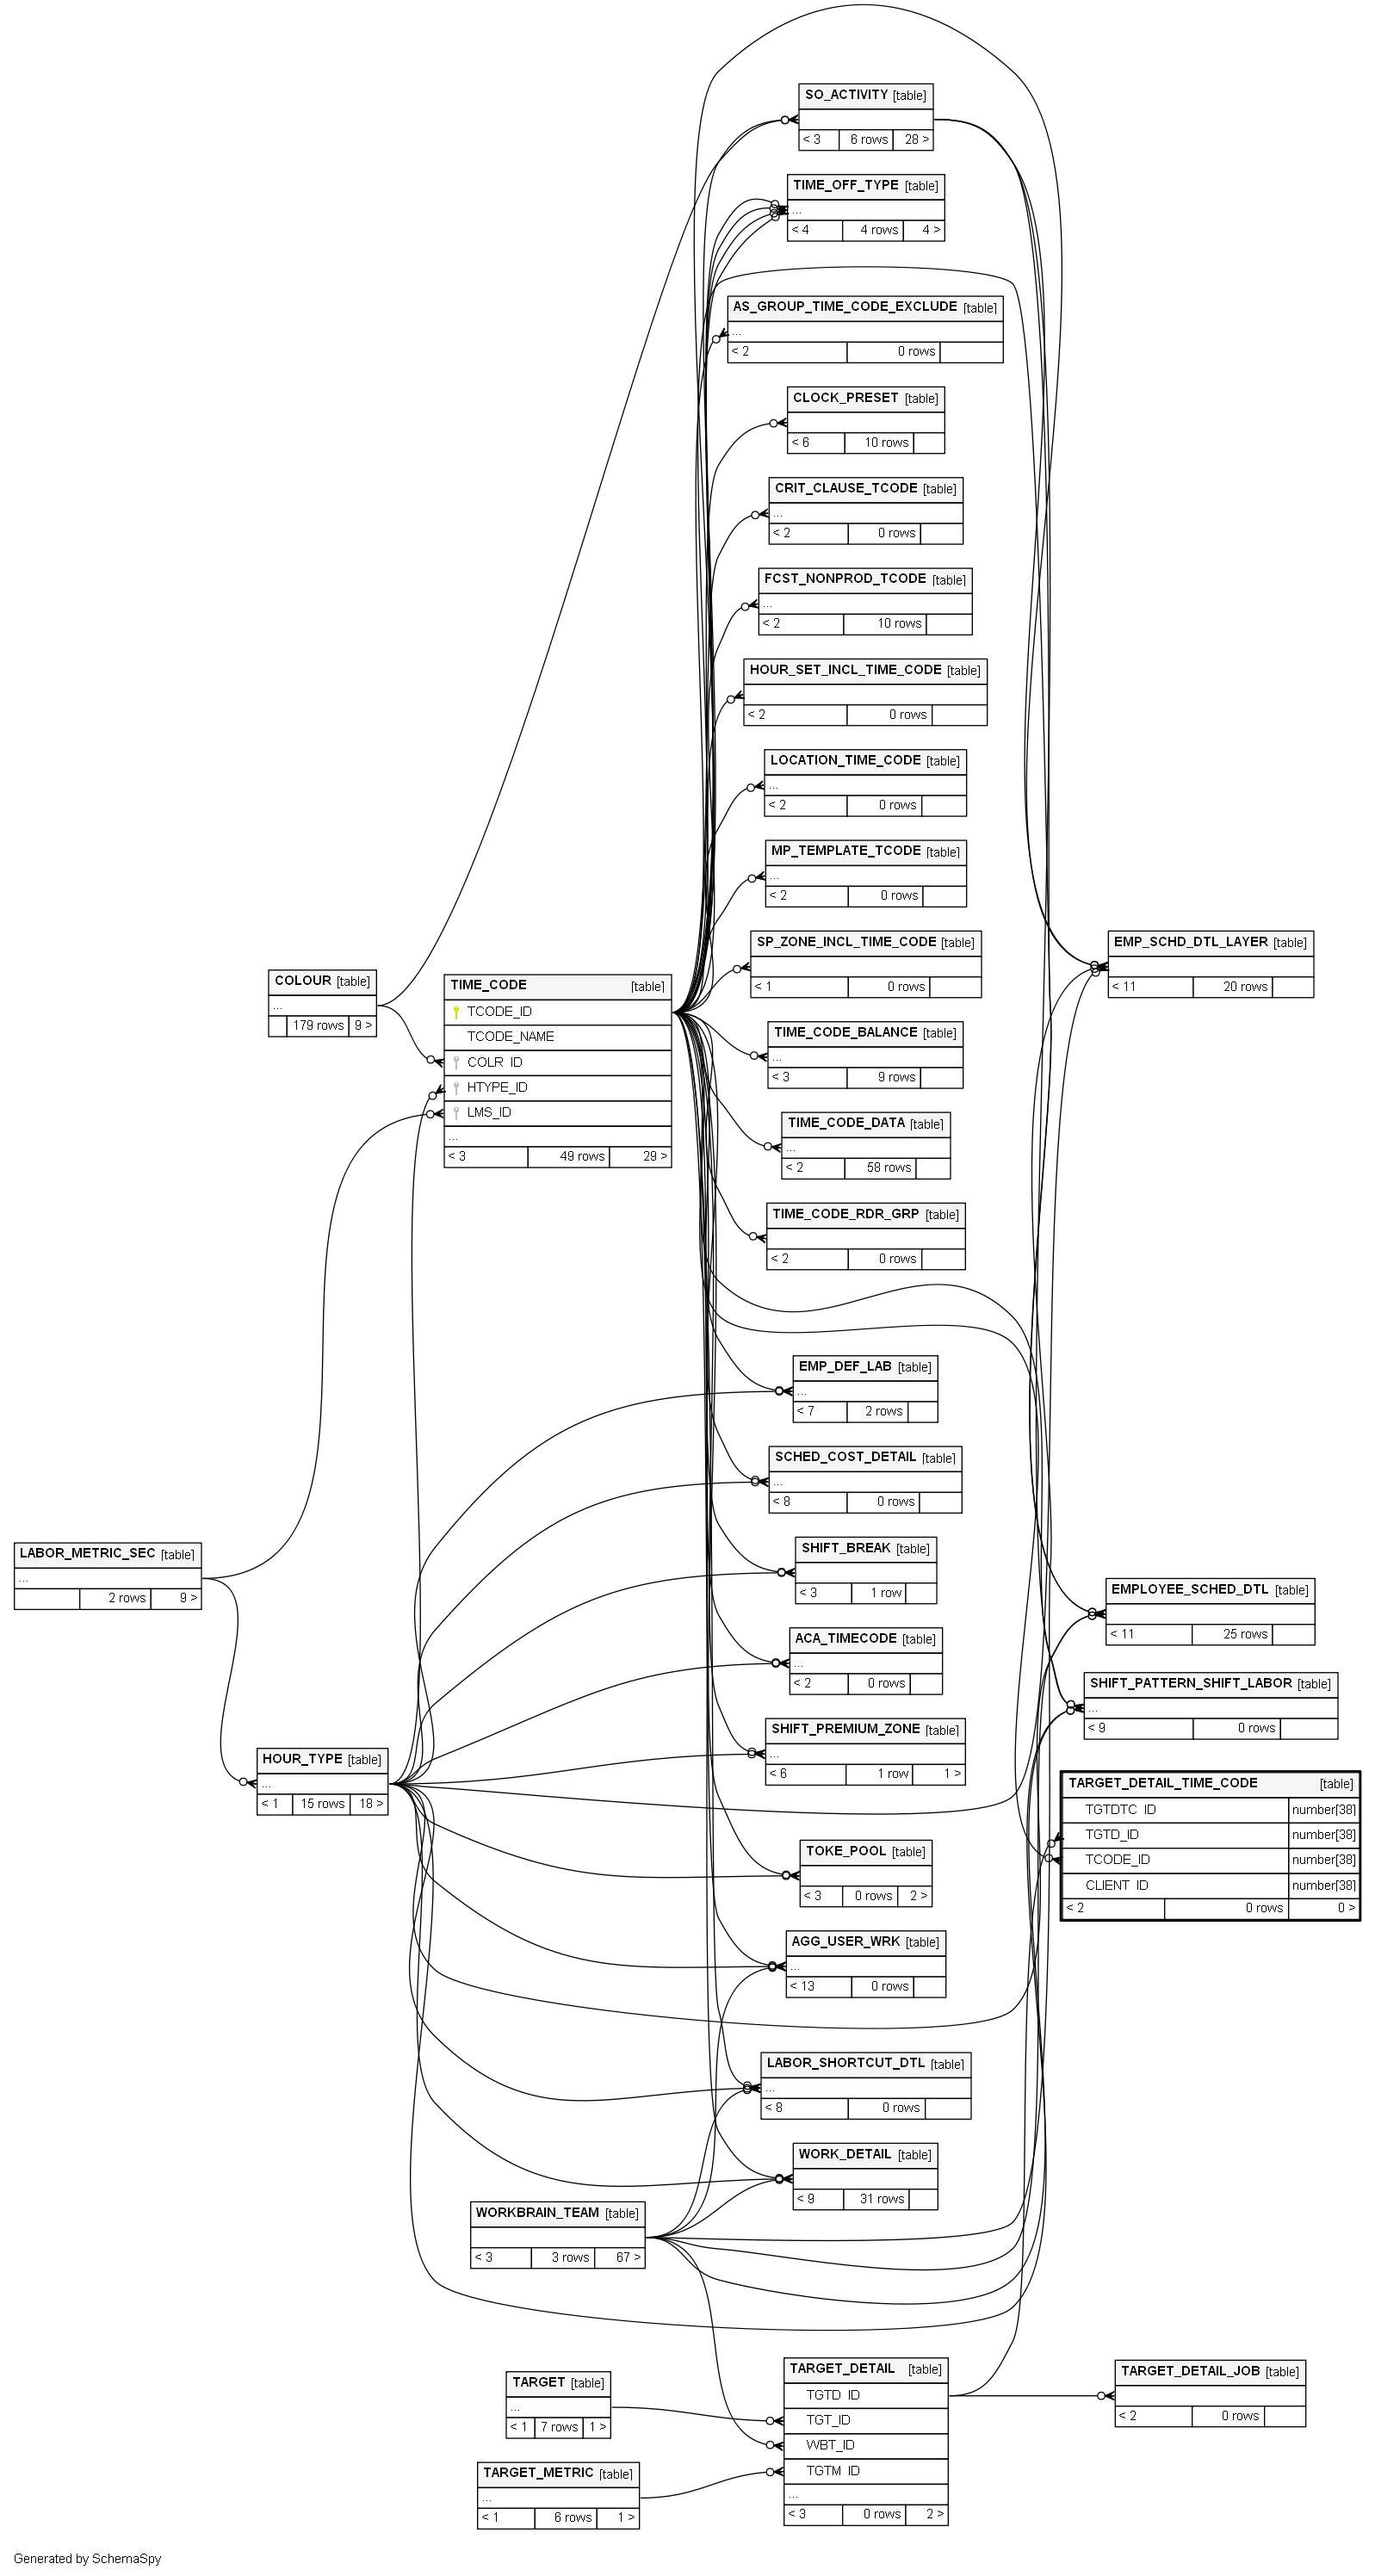 SO_ACTIVITY [table]
< 3 6 rows 28 >
TIME_OFF_TYPE [table]
...
< 4 4 rows 4 >
AS_GROUP_TIME_CODE_EXCLUDE [table]
...
< 2 0 rows
CLOCK_PRESET [table]
< 6 10 rows
CRIT_CLAUSE_TCODE [table]
...
< 2 0 rows
FCST_NONPROD_TCODE [table]
...
< 2 10 rows
HOUR_SET_INCL_TIME_CODE [table]
< 2 0 rows
LOCATION_TIME_CODE [table]
...
< 2 0 rows
MP_TEMPLATE_TCODE [table]
...
< 2 0 rows
SP_ZONE_INCL_TIME_CODE [table]
< 1 0 rows
EMP_SCHD_DTL_LAYER [table]
< 11 20 rows
COLOUR [table]
...
179 rows 9 >
TIME_CODE [table]
TCODE_ID
TCODE_NAME
COLR_ID
HTYPE_ID
LMS_ID
...
< 3 49 rows 29 >
TIME_CODE_BALANCE [table]
...
< 3 9 rows
TIME_CODE_DATA [table]
...
< 2 58 rows
TIME_CODE_RDR_GRP [table]
< 2 0 rows
EMP_DEF_LAB [table]
...
< 7 2 rows
SCHED_COST_DETAIL [table]
...
< 8 0 rows
LABOR_METRIC_SEC [table]
...
2 rows 9 >
SHIFT_BREAK [table]
< 3 1 row
EMPLOYEE_SCHED_DTL [table]
< 11 25 rows
ACA_TIMECODE [table]
...
< 2 0 rows
SHIFT_PATTERN_SHIFT_LABOR [table]
...
< 9 0 rows
SHIFT_PREMIUM_ZONE [table]
...
< 6 1 row 1 >
HOUR_TYPE [table]
...
< 1 15 rows 18 >
TARGET_DETAIL_TIME_CODE [table]
TGTDTC_ID number[38]
TGTD_ID number[38]
TCODE_ID number[38]
CLIENT_ID number[38]
< 2 0 rows 0 >
TOKE_POOL [table]
< 3 0 rows 2 >
AGG_USER_WRK [table]
...
< 13 0 rows
LABOR_SHORTCUT_DTL [table]
...
< 8 0 rows
WORK_DETAIL [table]
< 9 31 rows
WORKBRAIN_TEAM [table]
< 3 3 rows 67 >
TARGET_DETAIL [table]
TGTD_ID
TGT_ID
WBT_ID
TGTM_ID
...
< 3 0 rows 2 >
TARGET_DETAIL_JOB [table]
< 2 0 rows
TARGET [table]
...
< 1 7 rows 1 >
TARGET_METRIC [table]
...
< 1 6 rows 1 >
Generated by SchemaSpy